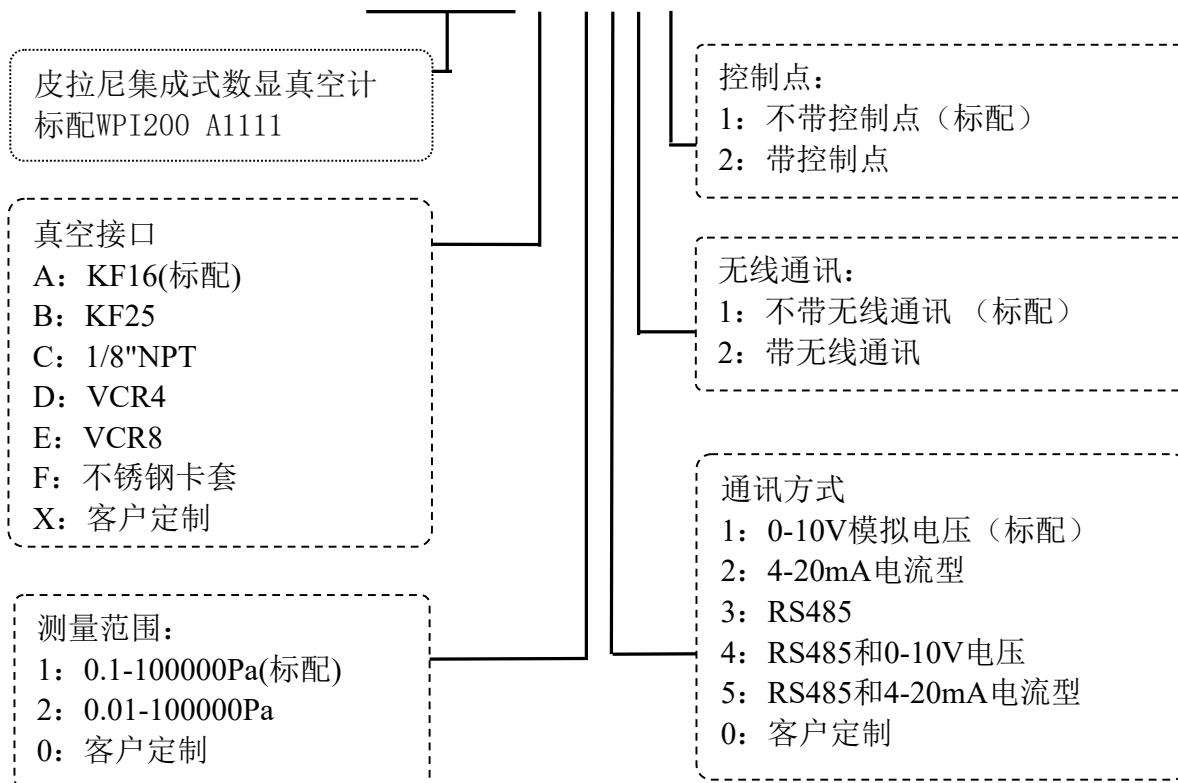 皮拉尼集成式数显真空计
标配WPI200 A1111
真空接口
A：KF16(标配)
B：KF25
C：1/8"NPT
D：VCR4
E：VCR8
F：不锈钢卡套
X：客户定制
测量范围：
1：0.1-100000Pa(标配)
2：0.01-100000Pa
0：客户定制
控制点：
1：不带控制点（标配）
2：带控制点
无线通讯：
1：不带无线通讯 （标配）
2：带无线通讯
通讯方式
1：0-10V模拟电压（标配）
2：4-20mA电流型
3：RS485
4：RS485和0-10V电压
5：RS485和4-20mA电流型
0：客户定制